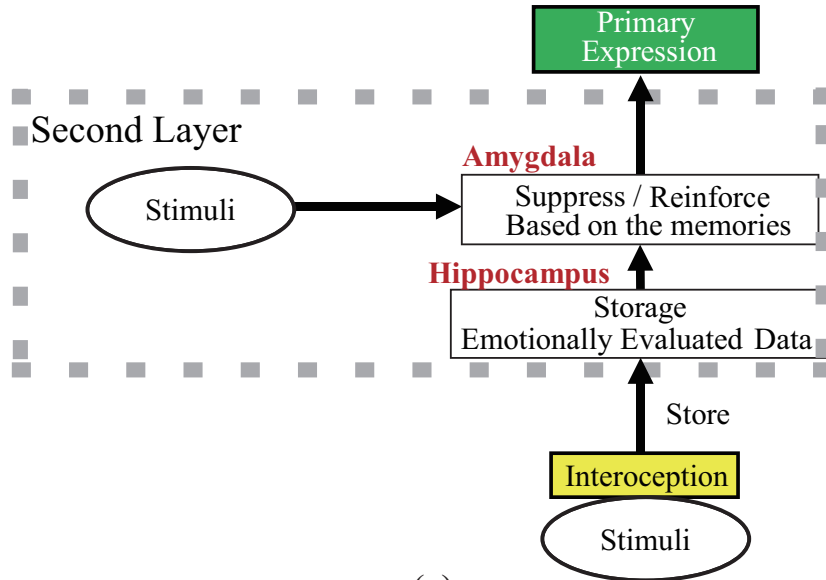 Primary
Expression
Second Layer
Amygdala
Stimuli
Suppress / Reinforce
Based on the memories
Hippocampus
Storage
Emotionally Evaluated Data
Store
Interoception
Stimuli